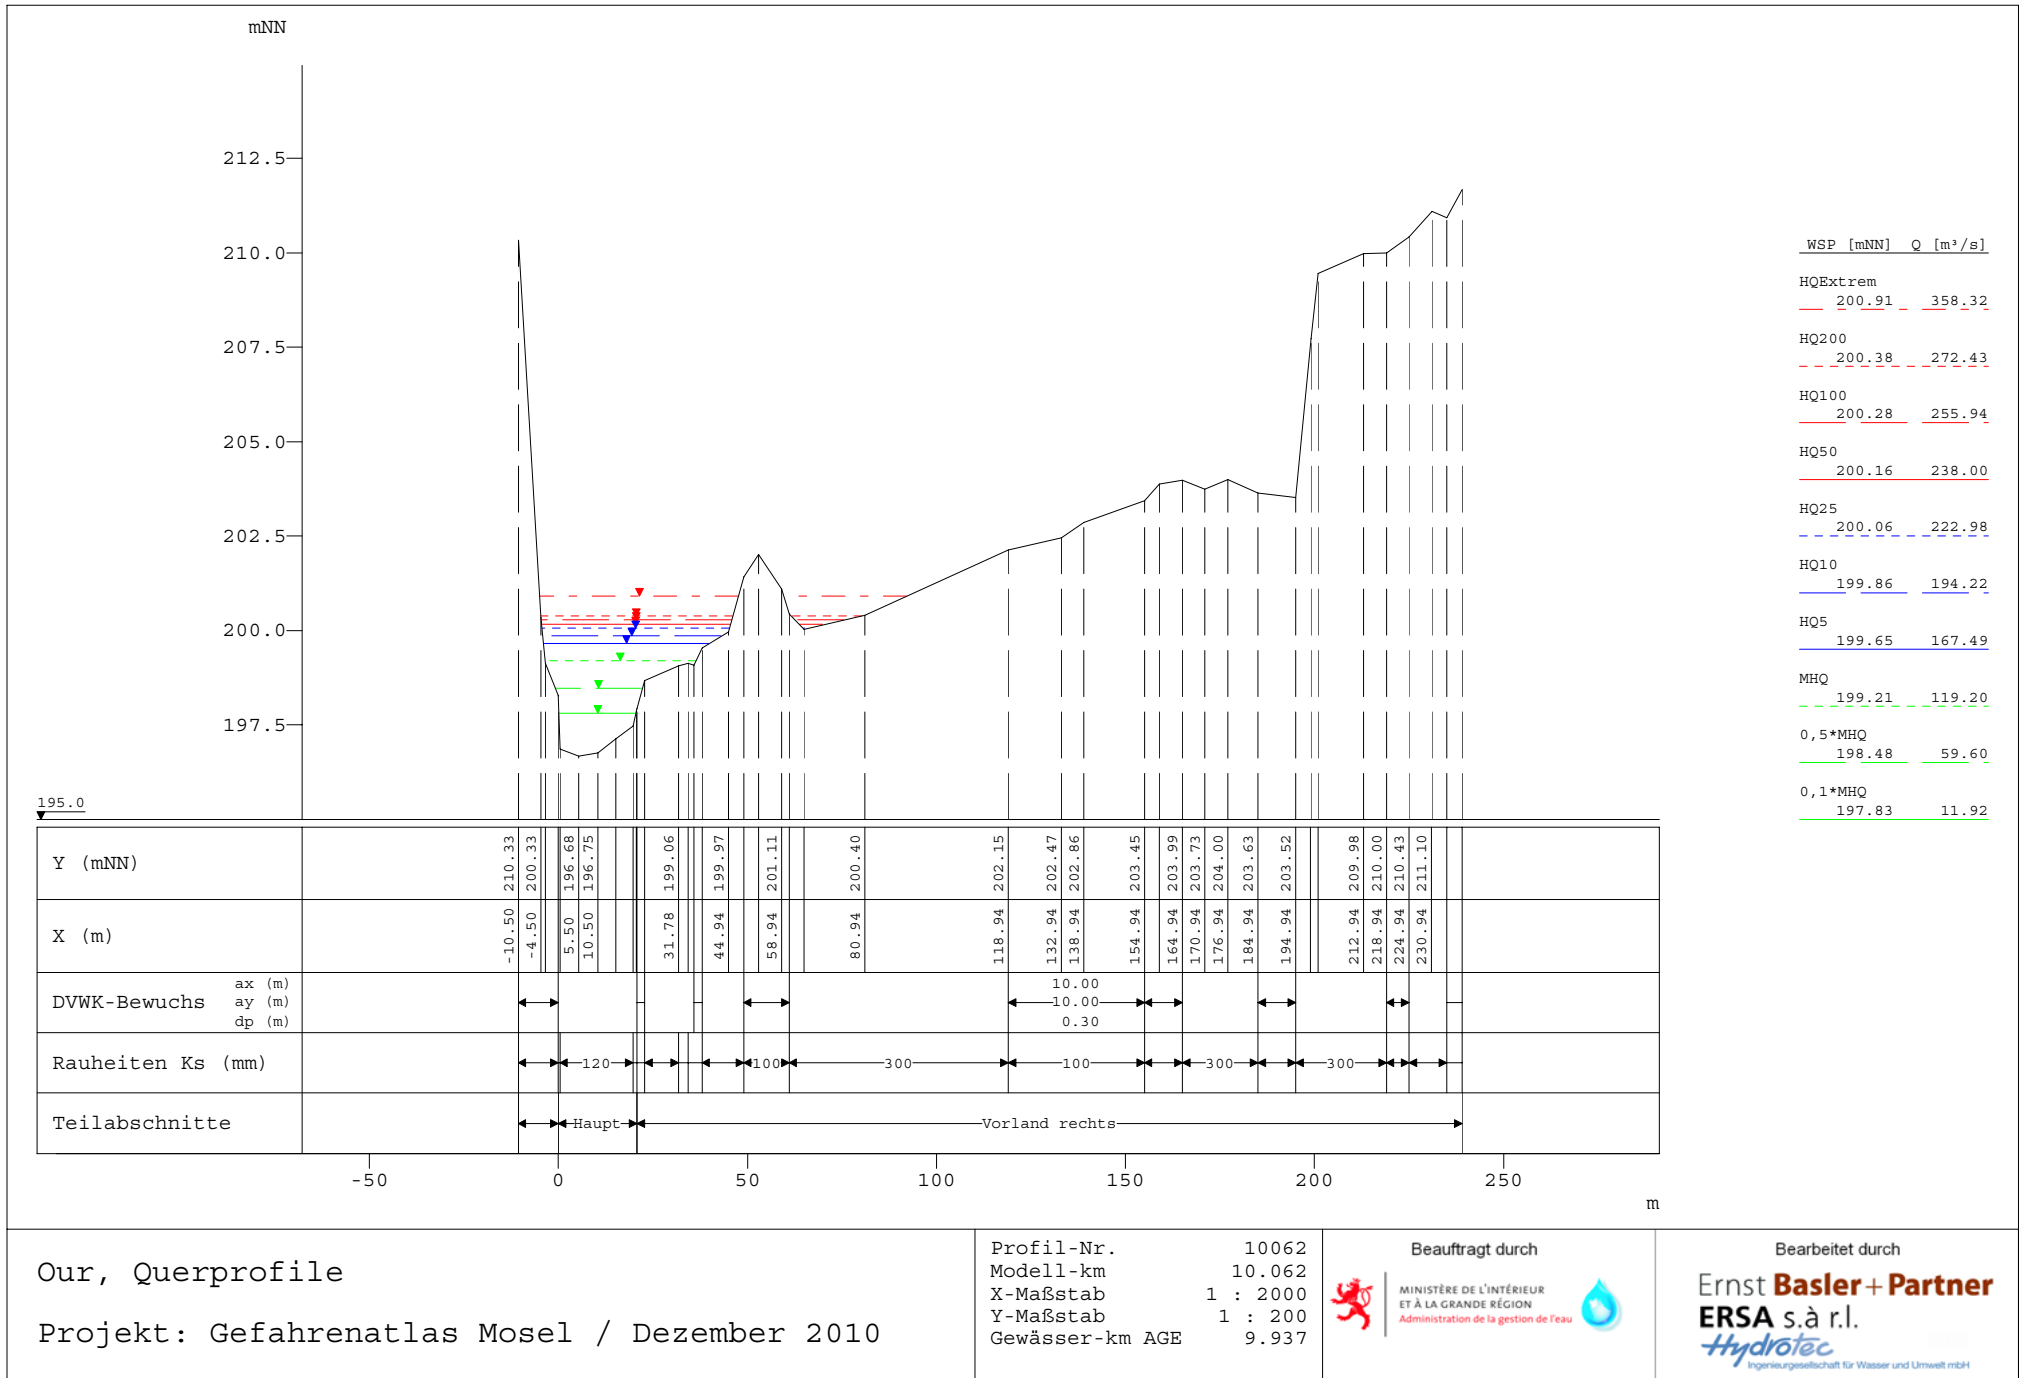 mNN
212.5
210.0
207.5
205.0
202.5
200.0
197.5
195.0
WSP [mNN] Q [m³/s]
HQExtrem
200.91 358.32
HQ200
200.38 272.43
HQ100
200.28 255.94
HQ50
200.16 238.00
HQ25
200.06 222.98
HQ10
199.86 194.22
HQ5
199.65 167.49
MHQ
199.21 119.20
0,5*MHQ
198.48 59.60
0,1*MHQ
197.83 11.92
Y (mNN)
210.33 200.33 196.68 196.75 199.06 199.97 201.11 200.40 202.15 202.47 202.86 203.45 203.99 203.73 204.00 203.63 203.52 209.98 210.00 210.43 211.10
X (m)
-10.50 -4.50 5.50 10.50 31.78 44.94 58.94 80.94 118.94 132.94 138.94 154.94 164.94 170.94 176.94 184.94 194.94 212.94 218.94 224.94 230.94
DVWK-Bewuchs
ax (m)
ay (m)
dp (m)
10.00
10.00
0.30
Rauheiten Ks (mm)
120 100 300 100 300 300
Teilabschnitte
Haupt Vorland rechts
-50 0 50 100 150 200 250
m
Our, Querprofile
Projekt: Gefahrenatlas Mosel / Dezember 2010
Profil-Nr. 10062
Modell-km 10.062
X-Maßstab 1 : 2000
Y-Maßstab 1 : 200
Gewässer-km AGE 9.937
Beauftragt durch
MINISTÈRE DE L'INTÉRIEUR
ET À LA GRANDE RÉGION
Administration de la gestion de l'eau
Bearbeitet durch
Ernst Basler + Partner
ERSA s.à r.l.
Hydrotec
Ingenieurgesellschaft für Wasser und Umwelt mbH